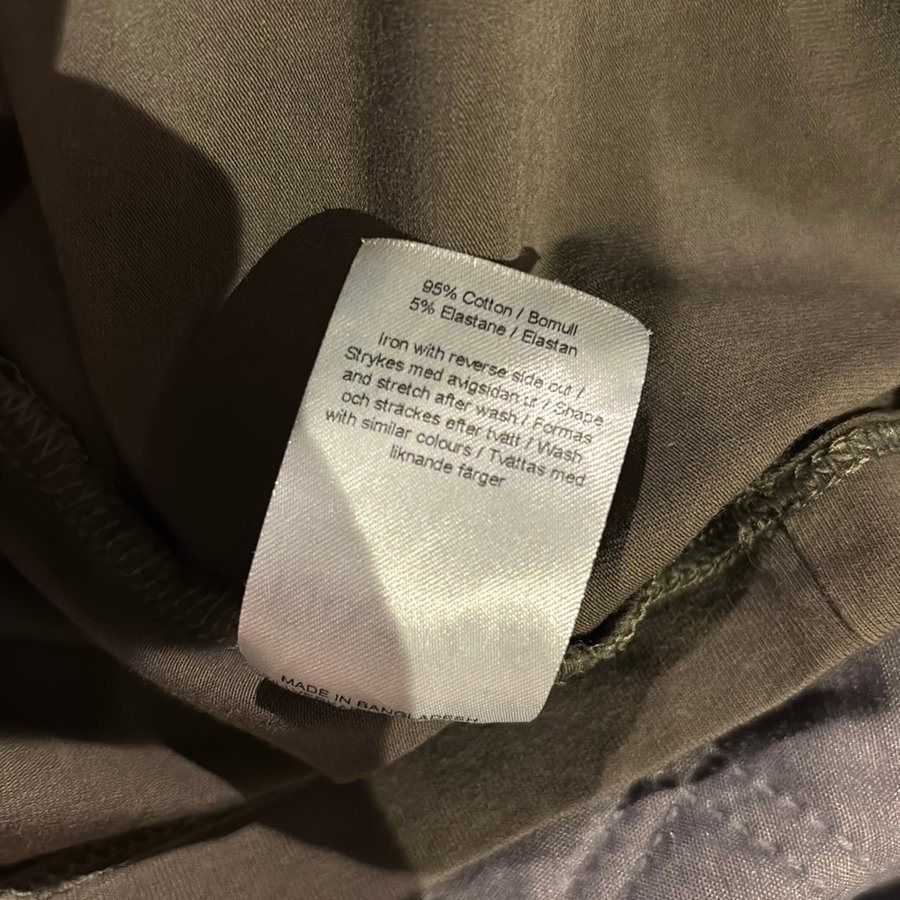 95% Cotton / Bomull
5% Elastane / Elastan
Iron with reverse side out /
Strykes med avigsidan ut / Shape
and stretch after wash / Formas
och sträckes efter tvätt / Wash
with similar colours / Tvättas med
liknande färger
MADE IN BANGLADESH